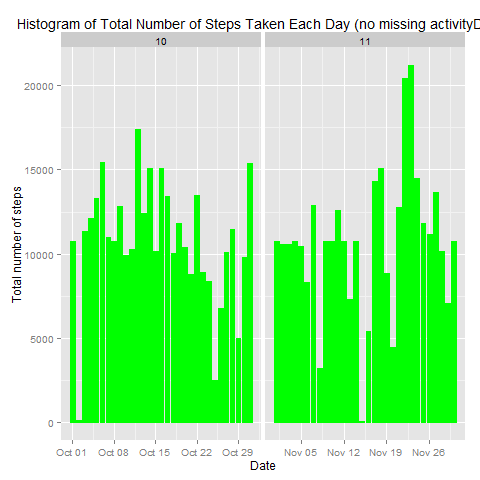 Histogram of Total Number of Steps Taken Each Day (no missing activityD
10
11
20000
15000
10000
5000
0
Total number of steps
Oct 01
Oct 08
Oct 15
Oct 22
Oct 29
Nov 05
Nov 12
Nov 19
Nov 26
Date